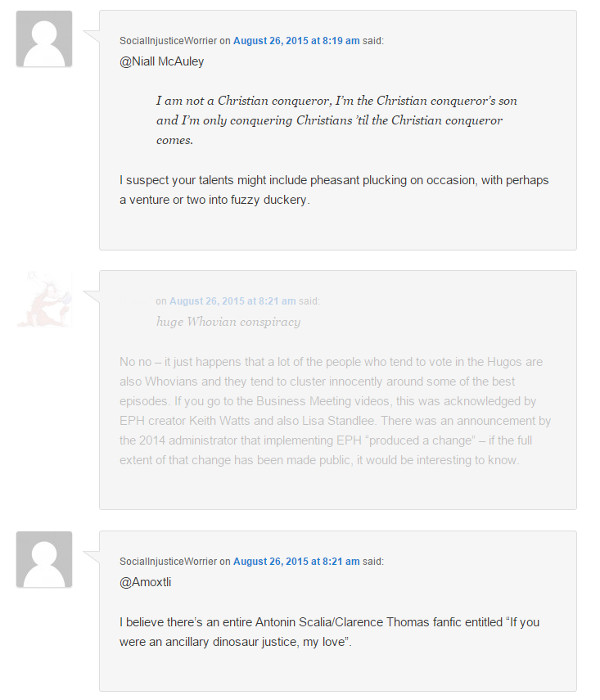 SocialInjusticeWorrier on August 26, 2015 at 8:19 am said:
@Niall McAuley
I am not a Christian conqueror, I’m the Christian conqueror’s son
and I’m only conquering Christians ’til the Christian conqueror
comes.
I suspect your talents might include pheasant plucking on occasion, with perhaps
a venture or two into fuzzy duckery.
on August 26, 2015 at 8:21 am said:
huge Whovian conspiracy
No no – it just happens that a lot of the people who tend to vote in the Hugos are
also Whovians and they tend to cluster innocently around some of the best
episodes. If you go to the Business Meeting videos, this was acknowledged by
EPH creator Keith Watts and also Lisa Standlee. There was an announcement by
the 2014 administrator that implementing EPH “produced a change” – if the full
extent of that change has been made public, it would be interesting to know.
SocialInjusticeWorrier on August 26, 2015 at 8:21 am said:
@Amoxtli
I believe there’s an entire Antonin Scalia/Clarence Thomas fanfic entitled “If you
were an ancillary dinosaur justice, my love”.